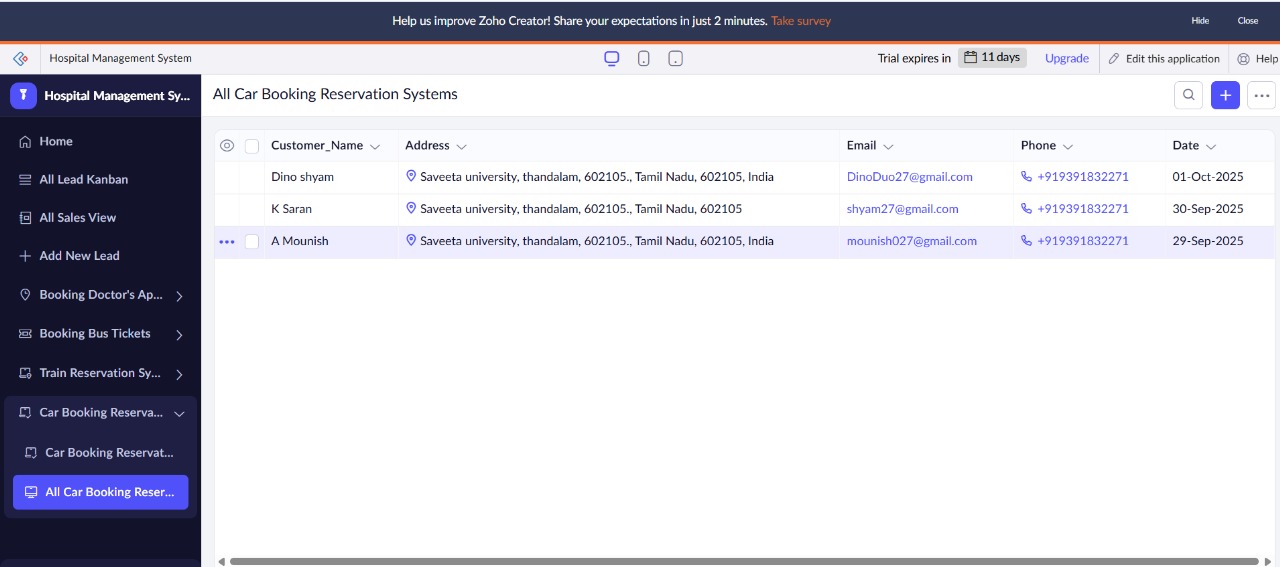 Help us improve Zoho Creator! Share your expectations in just 2 minutes. Take survey Hide Close
Hospital Management System Trial expires in 11 days Upgrade Edit this application Help
Hospital Management Sy...
All Car Booking Reservation Systems
Home
All Lead Kanban
All Sales View
Add New Lead
Booking Doctor's Ap...
Booking Bus Tickets
Train Reservation Sy...
Car Booking Reserva...
Car Booking Reservat...
All Car Booking Reser...
Customer_Name Address Email Phone Date
Dino shyam Saveeta university, thandalam, 602105., Tamil Nadu, 602105, India DinoDuo27@gmail.com +919391832271 01-Oct-2025
K Saran Saveeta university, thandalam, 602105., Tamil Nadu, 602105 shyam27@gmail.com +919391832271 30-Sep-2025
A Mounish Saveeta university, thandalam, 602105., Tamil Nadu, 602105, India mounish027@gmail.com +919391832271 29-Sep-2025